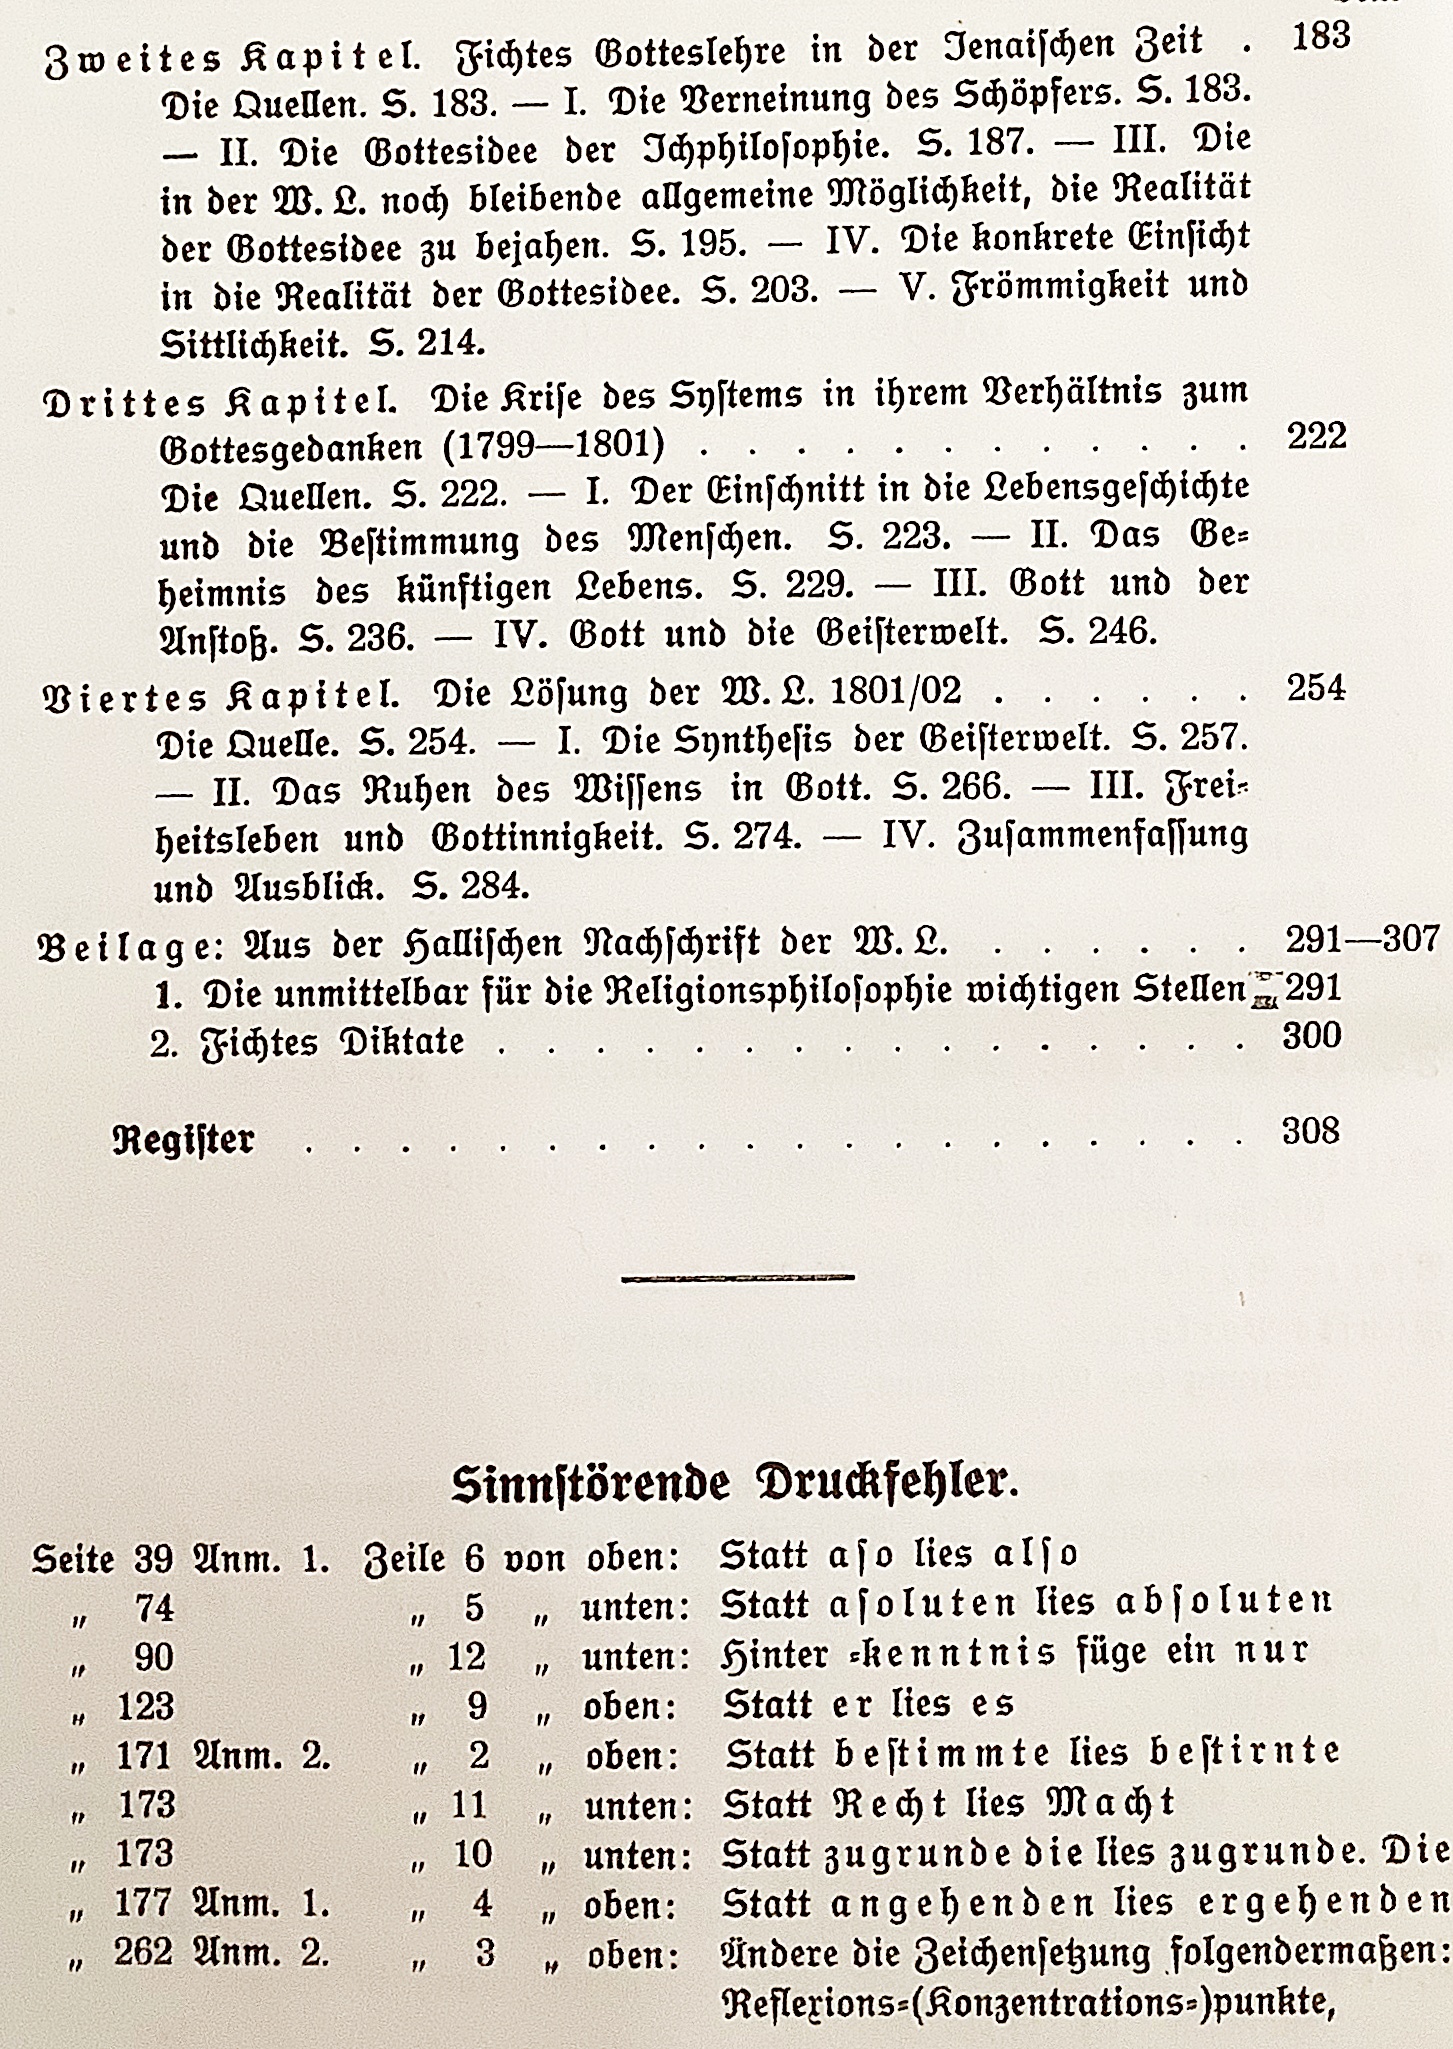 Zweites Kapitel. Fichtes Gotteslehre in der Jenaiſchen Zeit . 183
Die Quellen. S. 183. — I. Die Verneinung des Schöpfers. S. 183.
— II. Die Gottesidee der Ichphiloſophie. S. 187. — III. Die
in der W. L. noch bleibende allgemeine Möglichkeit, die Realität
der Gottesidee zu bejahen. S. 195. — IV. Die konkrete Einſicht
in die Realität der Gottesidee. S. 203. — V. Frömmigkeit und
Sittlichkeit. S. 214.
Drittes Kapitel. Die Kriſe des Syſtems in ihrem Verhältnis zum
Gottesgedanken (1799—1801) . . . . . . . . . . . . 222
Die Quellen. S. 222. — I. Der Einſchnitt in die Lebensgeſchichte
und die Beſtimmung des Menſchen. S. 223. — II. Das Ge⸗
heimnis des künftigen Lebens. S. 229. — III. Gott und der
Anſtoß. S. 236. — IV. Gott und die Geiſterwelt. S. 246.
Viertes Kapitel. Die Löſung der W. L. 1801/02 . . . . . . 254
Die Quelle. S. 254. — I. Die Syntheſis der Geiſterwelt. S. 257.
— II. Das Ruhen des Wiſſens in Gott. S. 266. — III. Frei⸗
heitsleben und Gottinnigkeit. S. 274. — IV. Zuſammenfaſſung
und Ausblick. S. 284.
Beilage: Aus der Halliſchen Nachſchrift der W. L. . . . . . . 291—307
1. Die unmittelbar für die Religionsphiloſophie wichtigen Stellen 291
2. Fichtes Diktate . . . . . . . . . . . . . . . . 300
Regiſter . . . . . . . . . . . . . . . . . . . . 308
Sinnſtörende Druckfehler.
Seite 39 Anm. 1. Zeile 6 von oben: Statt aſo lies alſo
„ 74 „ 5 „ unten: Statt aſoluten lies abſoluten
„ 90 „ 12 „ unten: Hinter ⸗kenntnis füge ein nur
„ 123 „ 9 „ oben: Statt er lies es
„ 171 Anm. 2. „ 2 „ oben: Statt beſtimmte lies beſtirnte
„ 173 „ 11 „ unten: Statt Recht lies Macht
„ 173 „ 10 „ unten: Statt zugrunde die lies zugrunde. Die
„ 177 Anm. 1. „ 4 „ oben: Statt angehenden lies ergehenden
„ 262 Anm. 2. „ 3 „ oben: Ändere die Zeichenſetzung folgendermaßen:
Reflexions⸗(Konzentrations⸗)punkte,